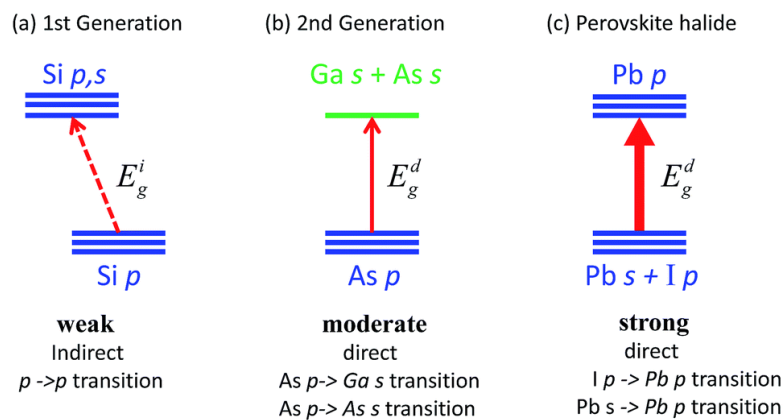 (a) 1st Generation
Si p,s
E_g^i
Si p
weak
Indirect
p ->p transition
(b) 2nd Generation
Ga s + As s
E_g^d
As p
moderate
direct
As p-> Ga s transition
As p-> As s transition
(c) Perovskite halide
Pb p
E_g^d
Pb s + I p
strong
direct
I p -> Pb p transition
Pb s -> Pb p transition